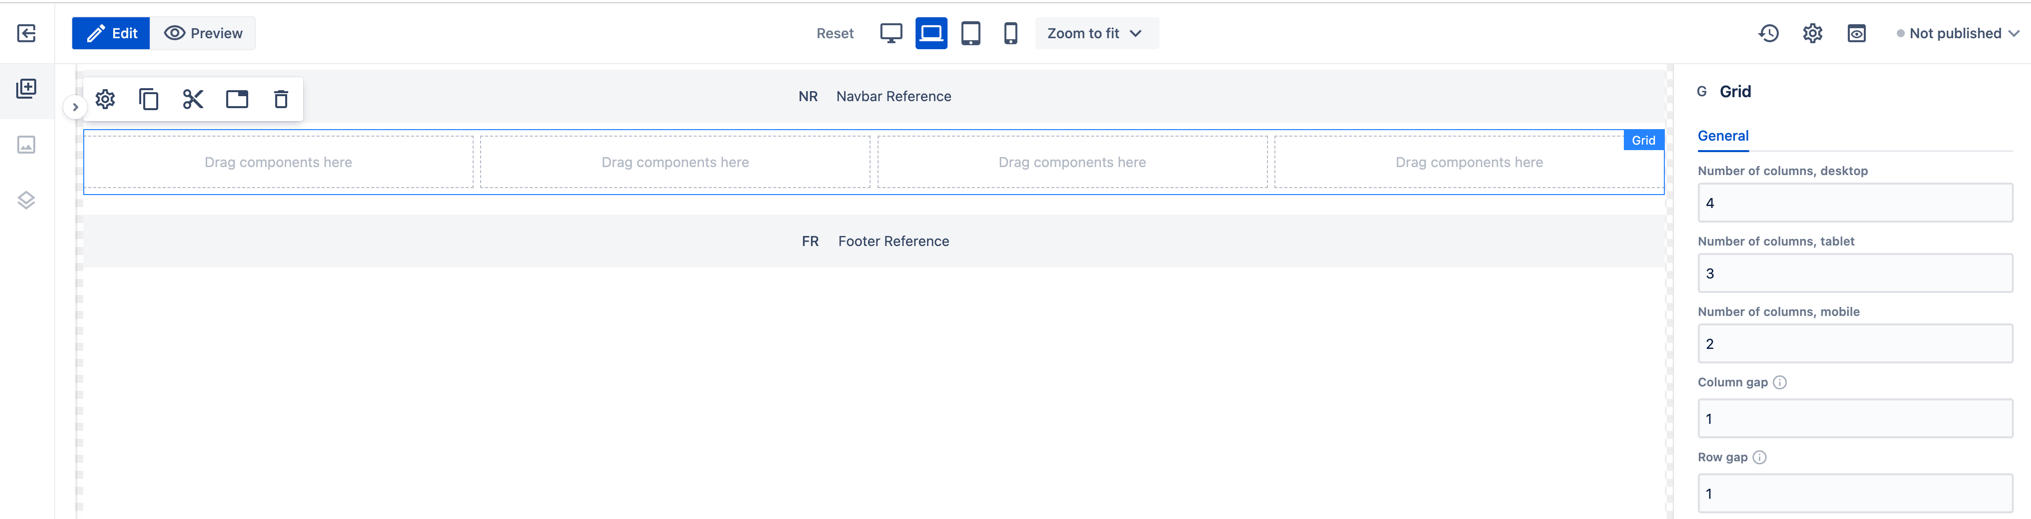 Edit
Preview
Reset
Zoom to fit
Not published
NR Navbar Reference
Grid
Drag components here
Drag components here
Drag components here
Drag components here
FR Footer Reference
G Grid
General
Number of columns, desktop
4
Number of columns, tablet
3
Number of columns, mobile
2
Column gap
1
Row gap
1